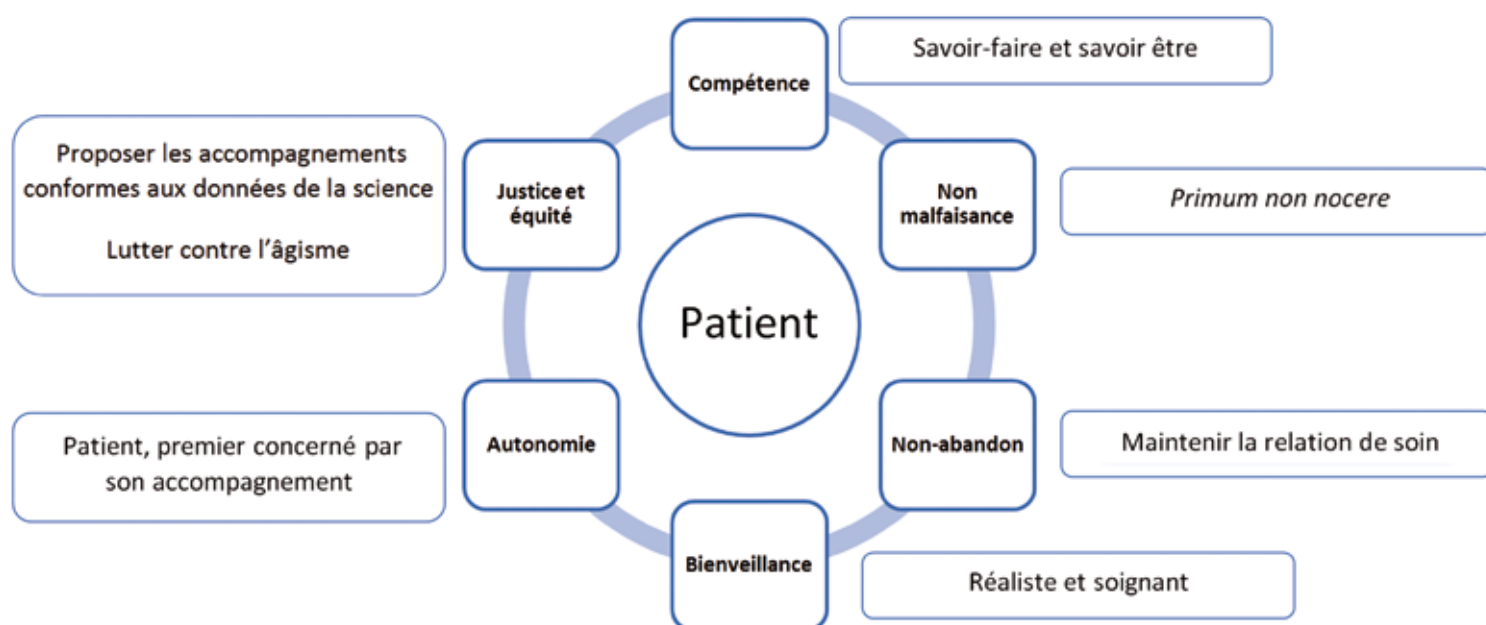 Savoir-faire et savoir être
Compétence
Proposer les accompagnements
conformes aux données de la science
Lutter contre l'âgisme
Justice et
équité
Non
malfaisance
Primum non nocere
Patient
Patient, premier concerné par
son accompagnement
Autonomie
Non-abandon
Maintenir la relation de soin
Bienveillance
Réaliste et soignant